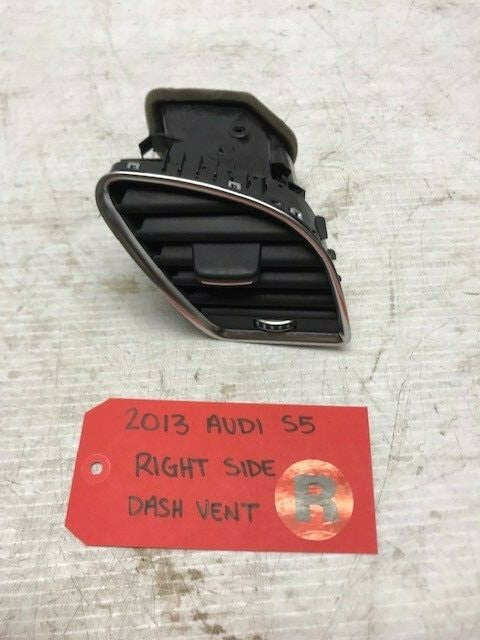 2013 AUDI S5
RIGHT SIDE
DASH VENT
R